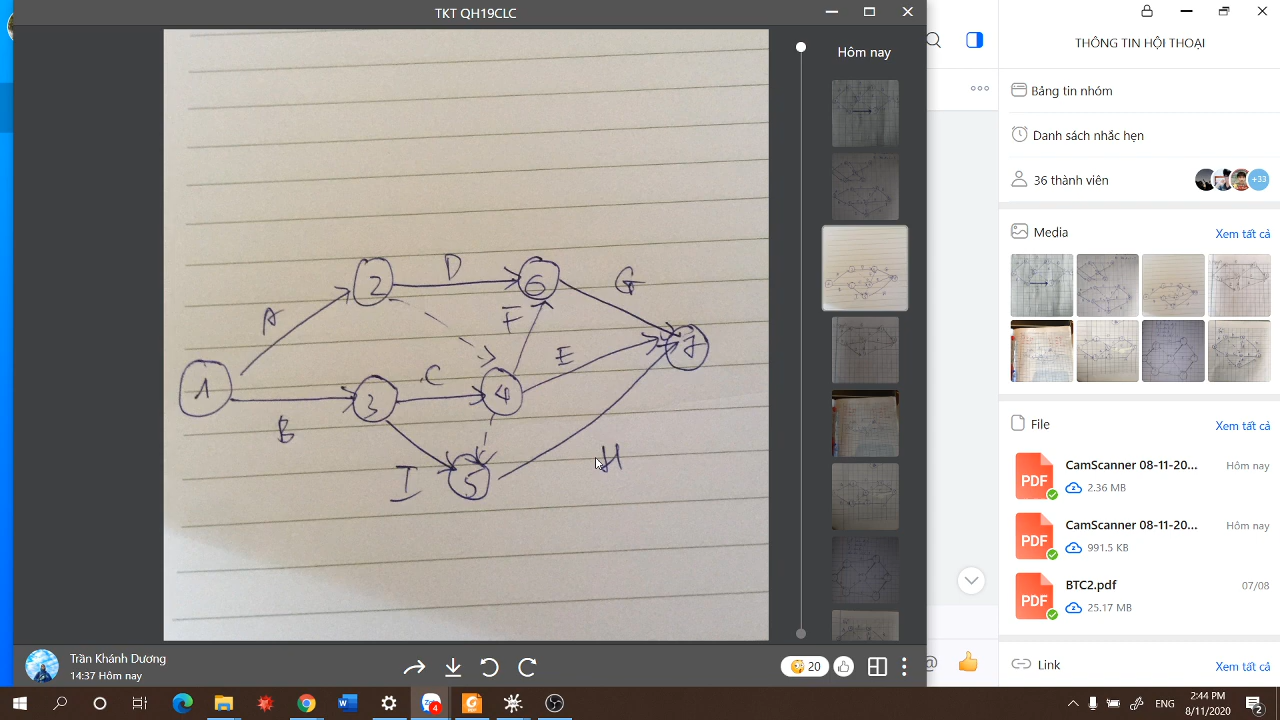 TKT QH19CLC
Hôm nay
THÔNG TIN HỘI THOẠI
Bảng tin nhóm
Danh sách nhắc hẹn
36 thành viên
+33
Media
Xem tất cả
File
Xem tất cả
PDF
CamScanner 08-11-20...
Hôm nay
2.36 MB
PDF
CamScanner 08-11-20...
Hôm nay
991.5 KB
PDF
BTC2.pdf
07/08
25.17 MB
Link
Xem tất cả
2
D
6
G
A
F
7
E
1
C
3
4
B
I
5
H
Trần Khánh Dương
14:37 Hôm nay
20
@
4
ENG
2:44 PM
8/11/2020
2